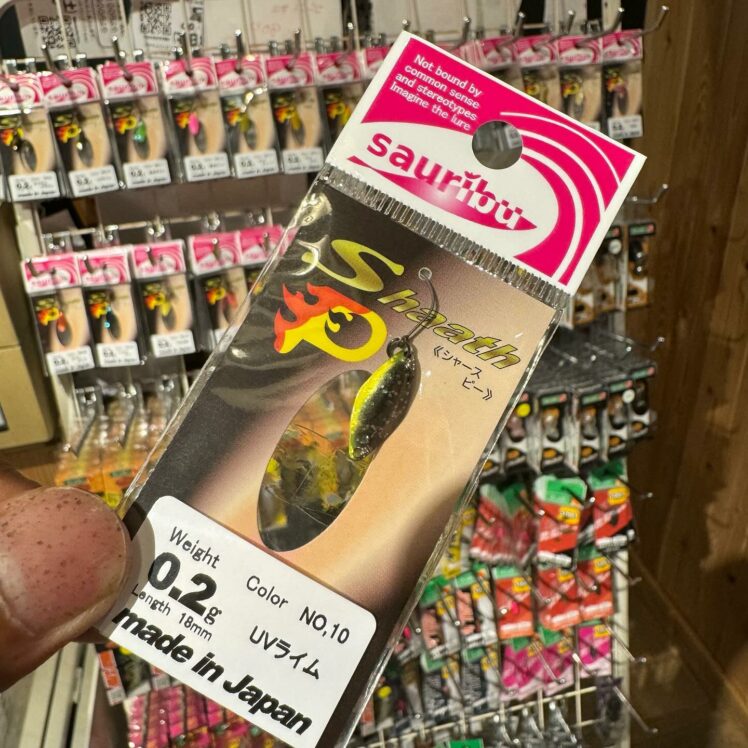 Not bound by
common sense
and stereotypes
Imagine the lure
sauribu
Shaath
P
《シャース
ピー》
Weight
0.2g
Length 18mm
Color NO,10
UVライム
made in Japan